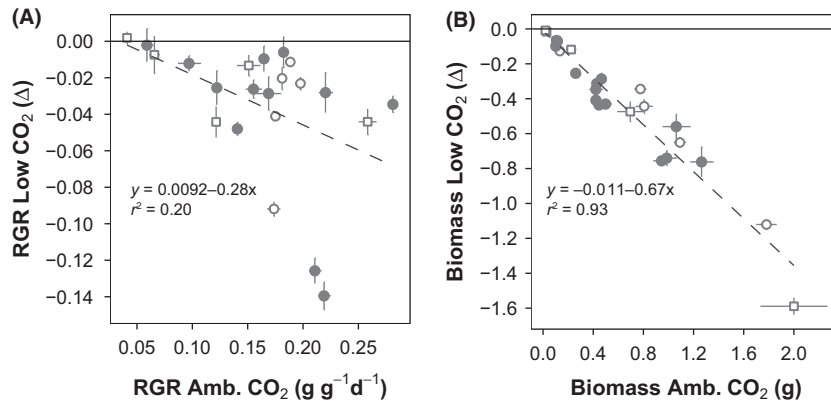 (A)
0.00
−0.02
−0.04
−0.06
−0.08
−0.10
−0.12
−0.14
RGR Low CO₂ (Δ)
y = 0.0092–0.28x
r² = 0.20
0.05 0.10 0.15 0.20 0.25
RGR Amb. CO₂ (g g⁻¹d⁻¹)
(B)
0.0
−0.2
−0.4
−0.6
−0.8
−1.0
−1.2
−1.4
−1.6
Biomass Low CO₂ (Δ)
y = −0.011–0.67x
r² = 0.93
0.0 0.4 0.8 1.2 1.6 2.0
Biomass Amb. CO₂ (g)